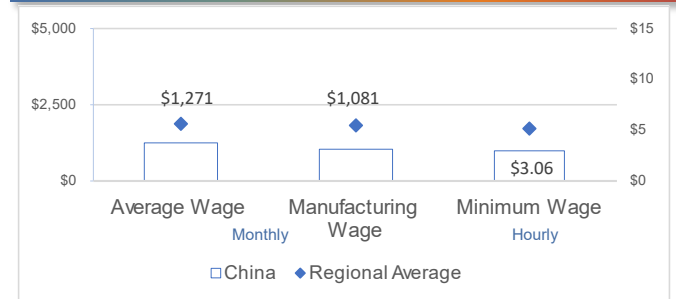 $5,000
$15
$10
$1,271
$1,081
$2,500
$5
$3.06
$0
$0
Average Wage
Manufacturing Wage
Minimum Wage
Monthly
Hourly
China
Regional Average